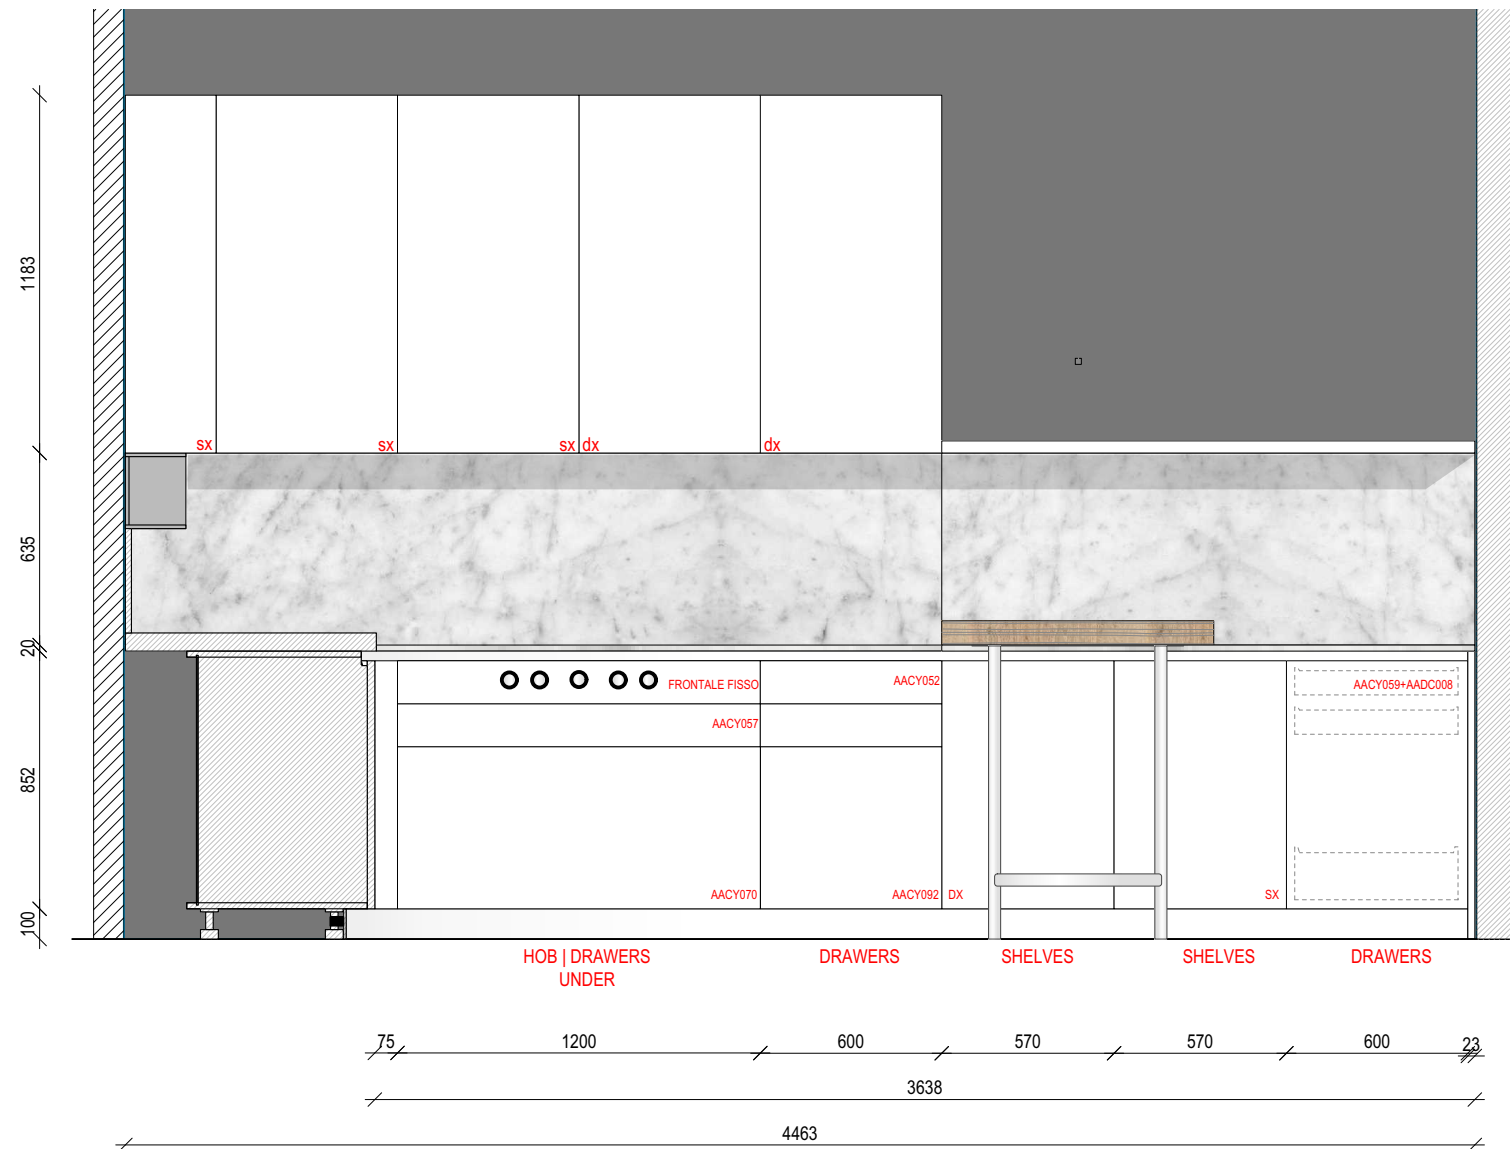 1183
sx
sx
sx dx
dx
635
20
FRONTALE FISSO
AACY052
AACY059+AADC008
AACY057
852
AACY070
AACY092
DX
SX
100
HOB | DRAWERS
UNDER
DRAWERS
SHELVES
SHELVES
DRAWERS
75
1200
600
570
570
600
23
3638
4463